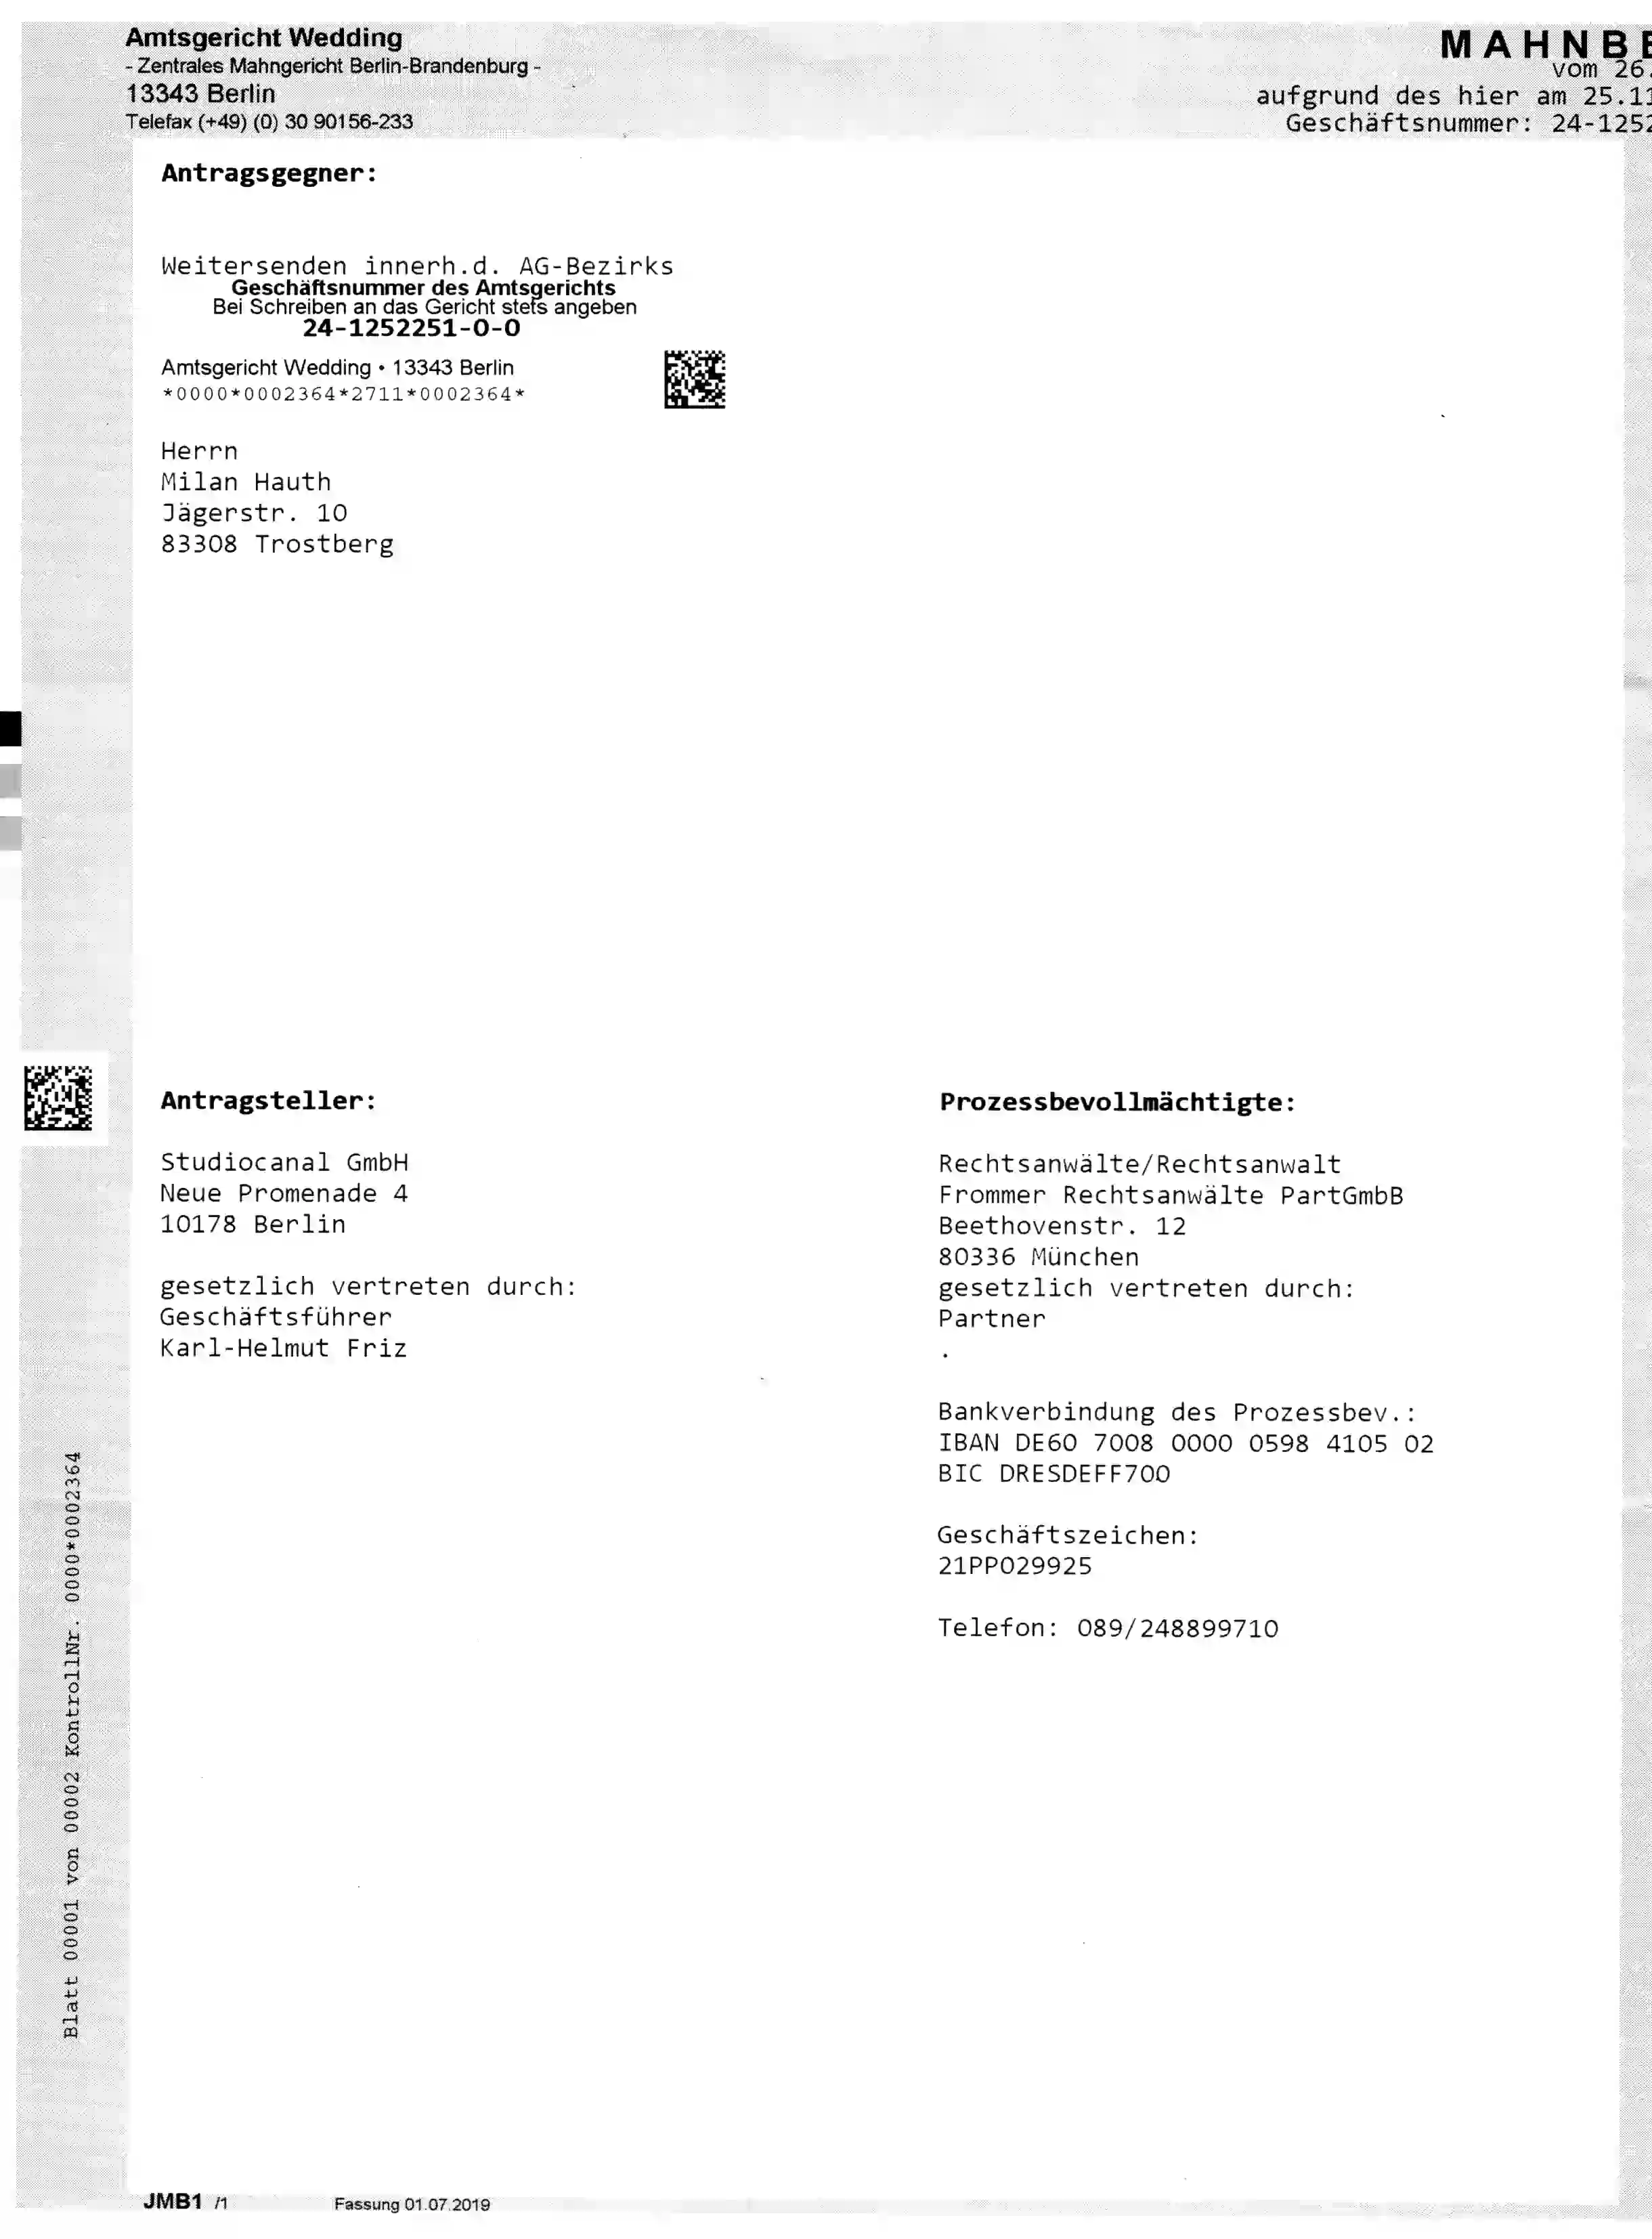 Amtsgericht Wedding
- Zentrales Mahngericht Berlin-Brandenburg -
13343 Berlin
Telefax (+49) (0) 30 90156-233
MAHNBE
vom 26.
aufgrund des hier am 25.11
Geschäftsnummer: 24-1252
Antragsgegner:
Weitersenden innerh.d. AG-Bezirks
Geschäftsnummer des Amtsgerichts
Bei Schreiben an das Gericht stets angeben
24-1252251-0-0
Amtsgericht Wedding • 13343 Berlin
*0000*0002364*2711*0002364*
Herrn
Milan Hauth
Jägerstr. 10
83308 Trostberg
Antragsteller:
Studiocanal GmbH
Neue Promenade 4
10178 Berlin
gesetzlich vertreten durch:
Geschäftsführer
Karl-Helmut Friz
Prozessbevollmächtigte:
Rechtsanwälte/Rechtsanwalt
Frommer Rechtsanwälte PartGmbB
Beethovenstr. 12
80336 München
gesetzlich vertreten durch:
Partner
.
Bankverbindung des Prozessbev.:
IBAN DE60 7008 0000 0598 4105 02
BIC DRESDEFF700
Geschäftszeichen:
21PP029925
Telefon: 089/248899710
Blatt 00001 von 00002 KontrollNr. 0000*0002364
JMB1 /1 Fassung 01.07.2019